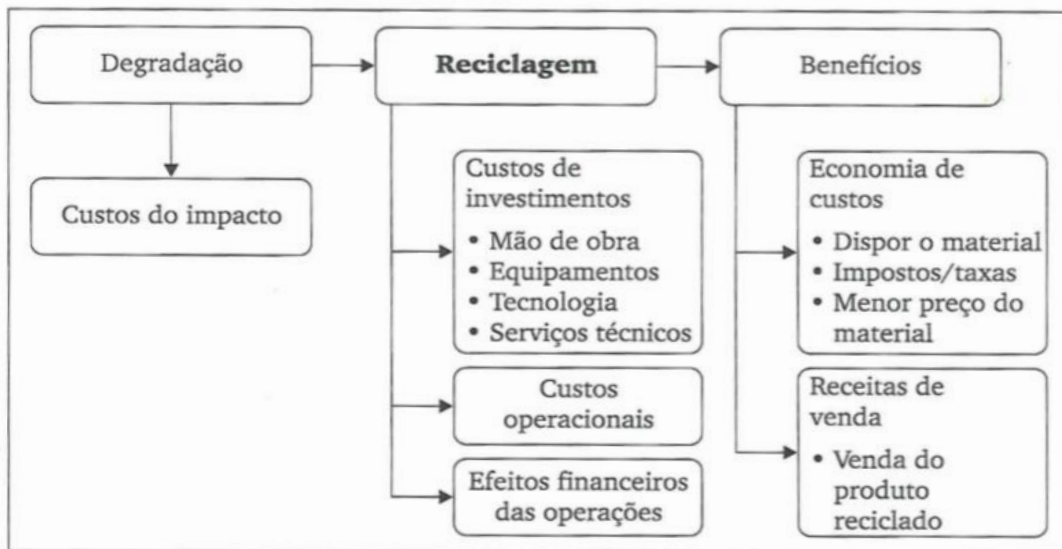 Degradação
Reciclagem
Benefícios
Custos do impacto
Custos de
investimentos
• Mão de obra
• Equipamentos
• Tecnologia
• Serviços técnicos
Custos
operacionais
Efeitos financeiros
das operações
Economia de
custos
• Dispor o material
• Impostos/taxas
• Menor preço do
material
Receitas de
venda
• Venda do
produto
reciclado